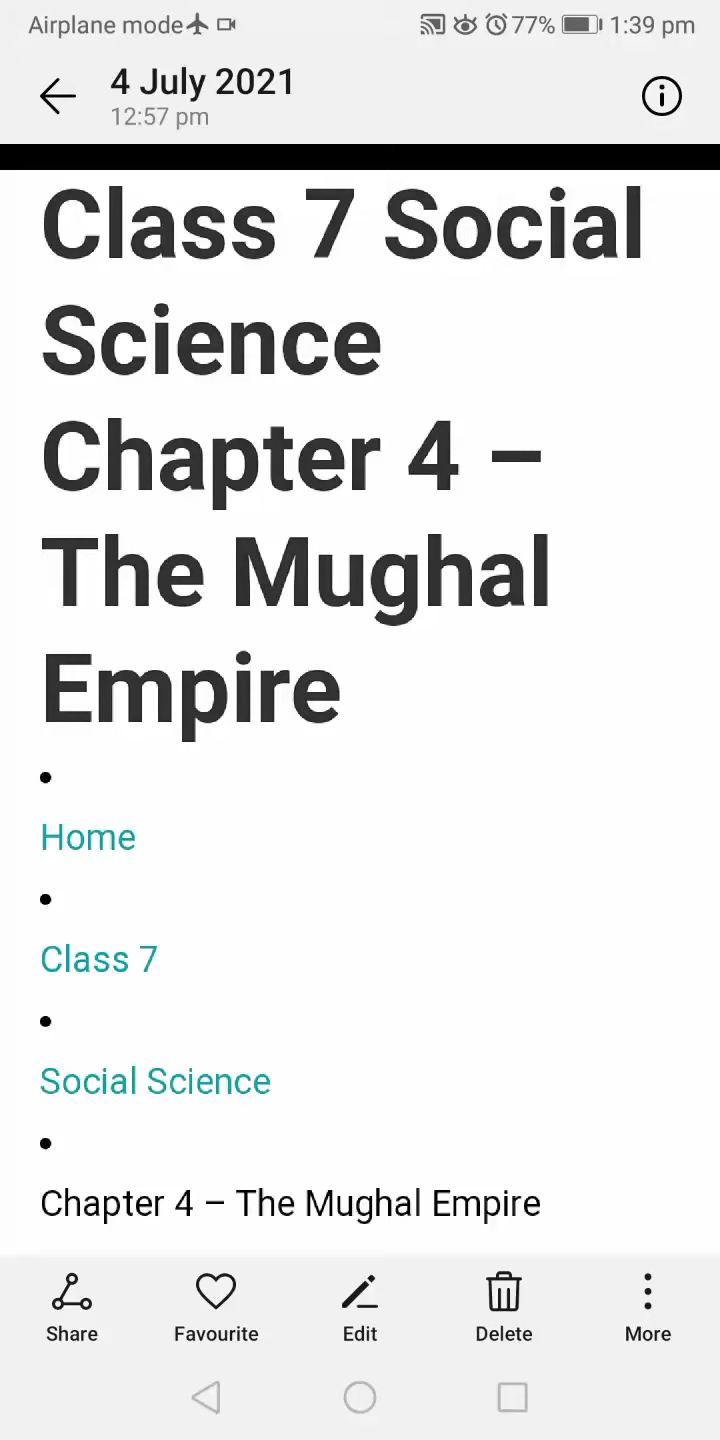 Airplane mode 77% 1:39 pm
4 July 2021
12:57 pm
Class 7 Social
Science
Chapter 4 –
The Mughal
Empire
•
Home
•
Class 7
•
Social Science
•
Chapter 4 – The Mughal Empire
Share Favourite Edit Delete More